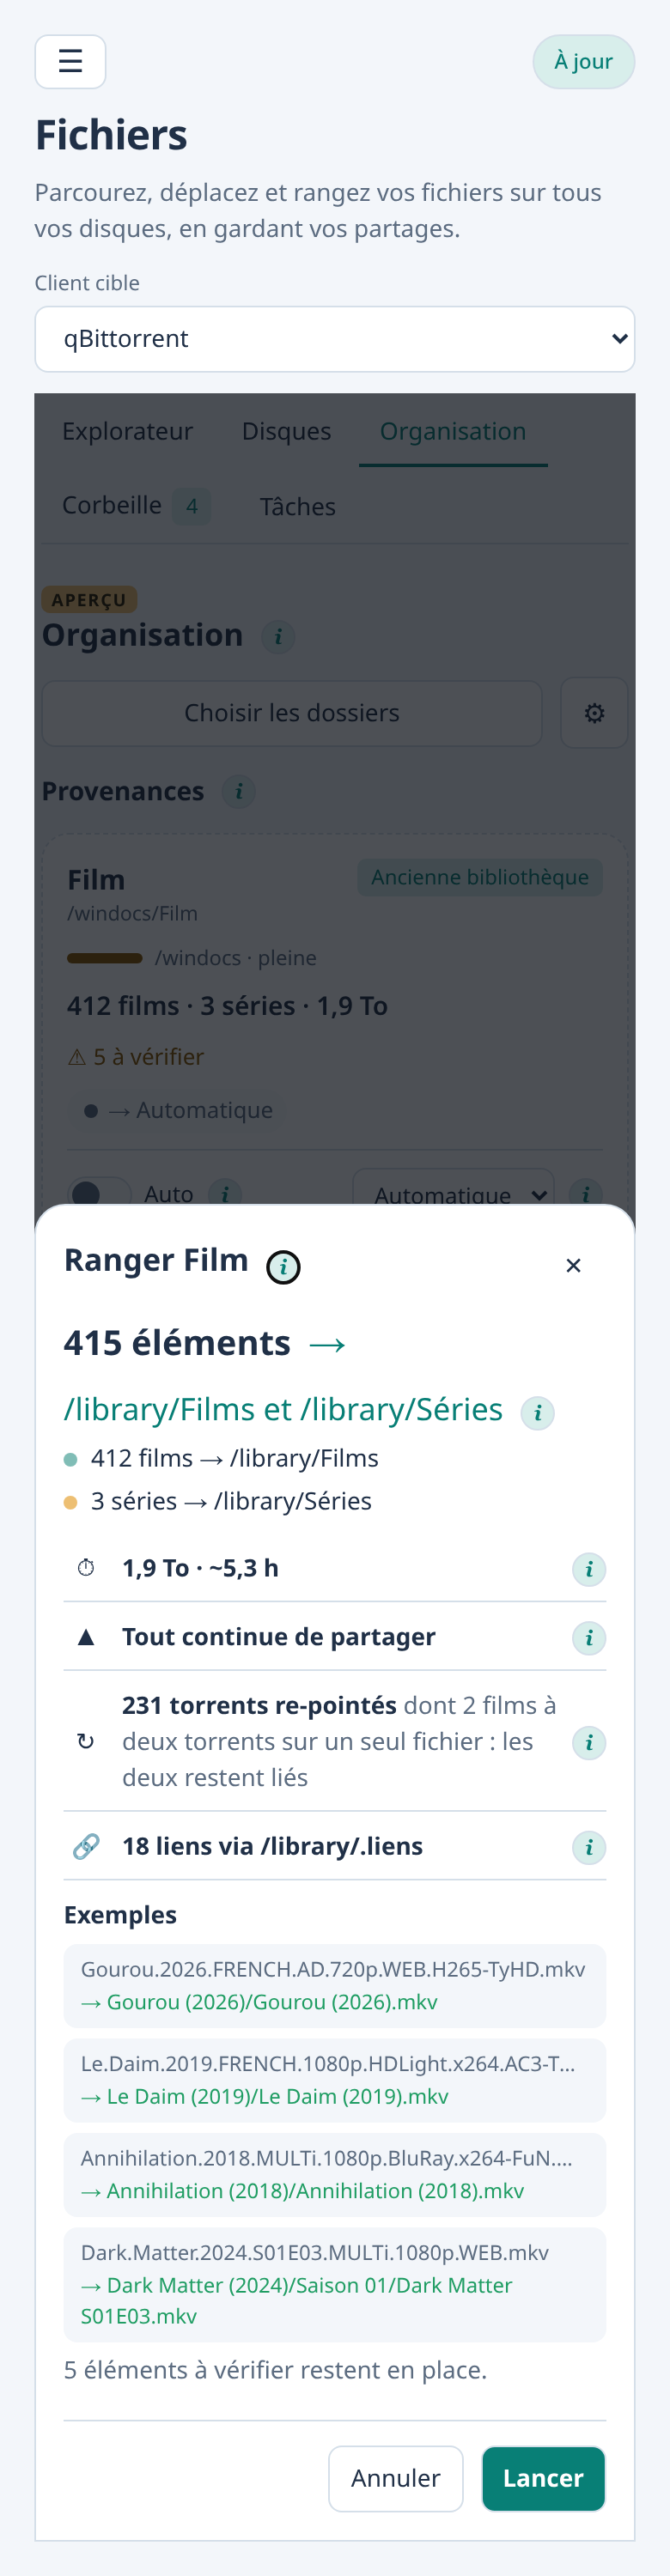 ☰
À jour
Fichiers
Parcourez, déplacez et rangez vos fichiers sur tous
vos disques, en gardant vos partages.
Client cible
qBittorrent
Explorateur Disques Organisation
Corbeille 4 Tâches
APERÇU
Organisation i
Choisir les dossiers ⚙
Provenances i
Film Ancienne bibliothèque
/windocs/Film
/windocs · pleine
412 films · 3 séries · 1,9 To
⚠ 5 à vérifier
→ Automatique
Auto i Automatique i
Ranger Film i ×
415 éléments →
/library/Films et /library/Séries i
412 films → /library/Films
3 séries → /library/Séries
⏱ 1,9 To · ~5,3 h i
▲ Tout continue de partager i
231 torrents re-pointés dont 2 films à
↻ deux torrents sur un seul fichier : les i
deux restent liés
🔗 18 liens via /library/.liens i
Exemples
Gourou.2026.FRENCH.AD.720p.WEB.H265-TyHD.mkv
→ Gourou (2026)/Gourou (2026).mkv
Le.Daim.2019.FRENCH.1080p.HDLight.x264.AC3-T...
→ Le Daim (2019)/Le Daim (2019).mkv
Annihilation.2018.MULTi.1080p.BluRay.x264-FuN....
→ Annihilation (2018)/Annihilation (2018).mkv
Dark.Matter.2024.S01E03.MULTi.1080p.WEB.mkv
→ Dark Matter (2024)/Saison 01/Dark Matter
S01E03.mkv
5 éléments à vérifier restent en place.
Annuler Lancer